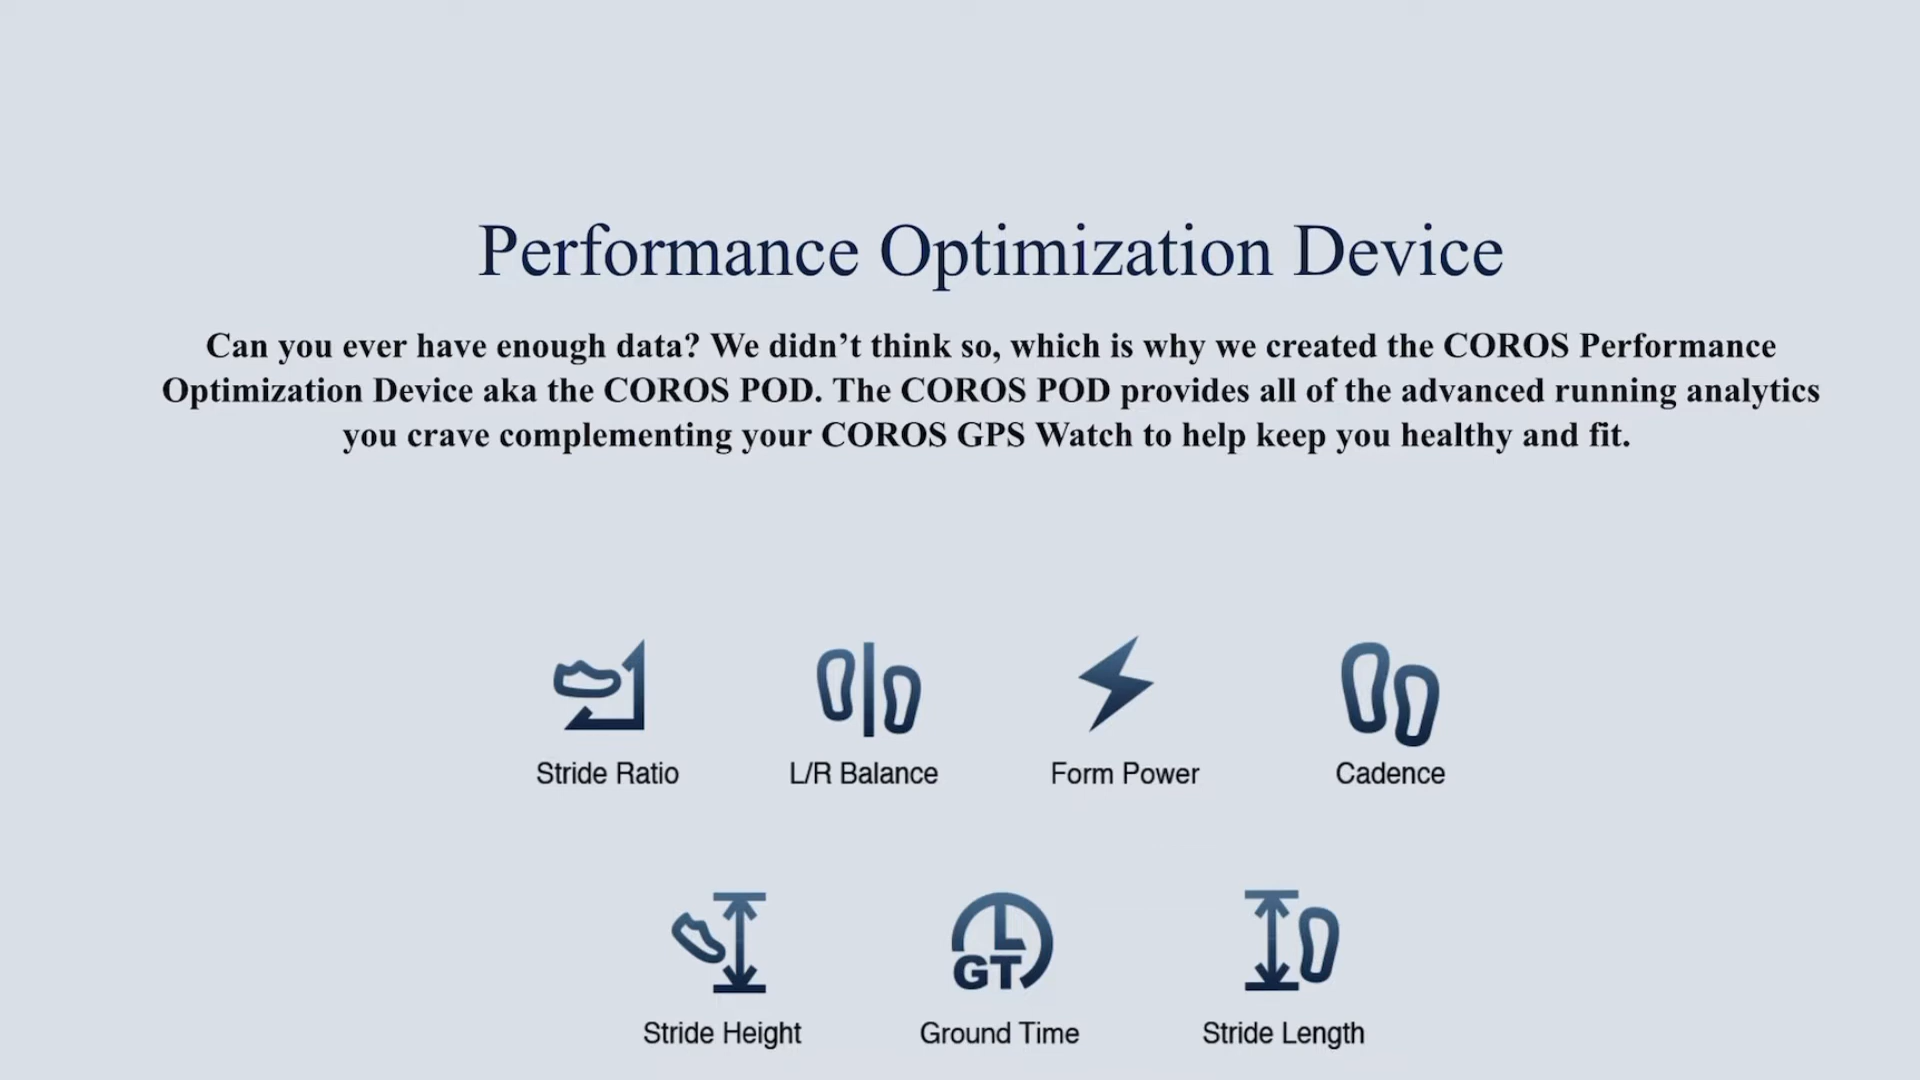 Performance Optimization Device
Can you ever have enough data? We didn’t think so, which is why we created the COROS Performance
Optimization Device aka the COROS POD. The COROS POD provides all of the advanced running analytics
you crave complementing your COROS GPS Watch to help keep you healthy and fit.
Stride Ratio
L/R Balance
Form Power
Cadence
GT
Stride Height
Ground Time
Stride Length